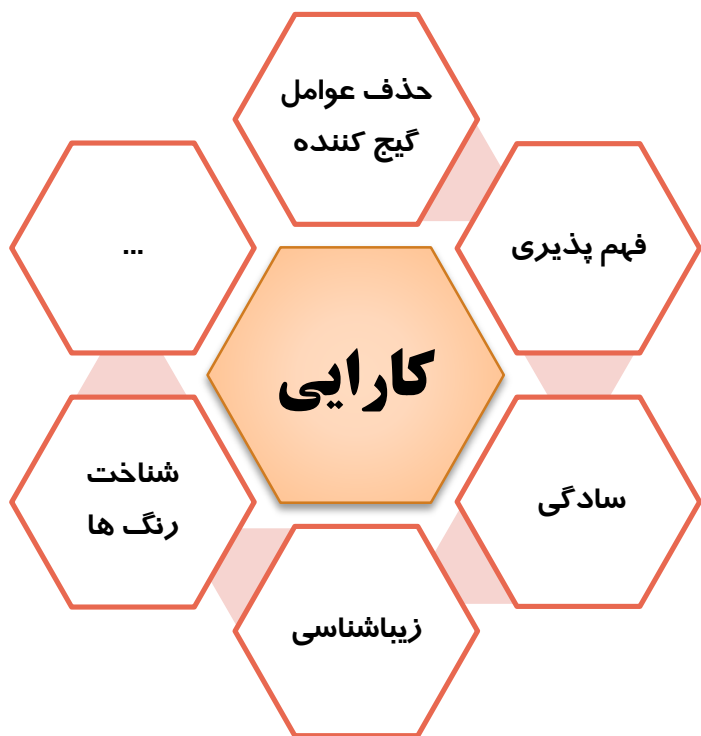 حذف عوامل
گیج کننده
فهم پذیری
سادگی
زیباشناسی
شناخت
رنگ ها
...
کارایی